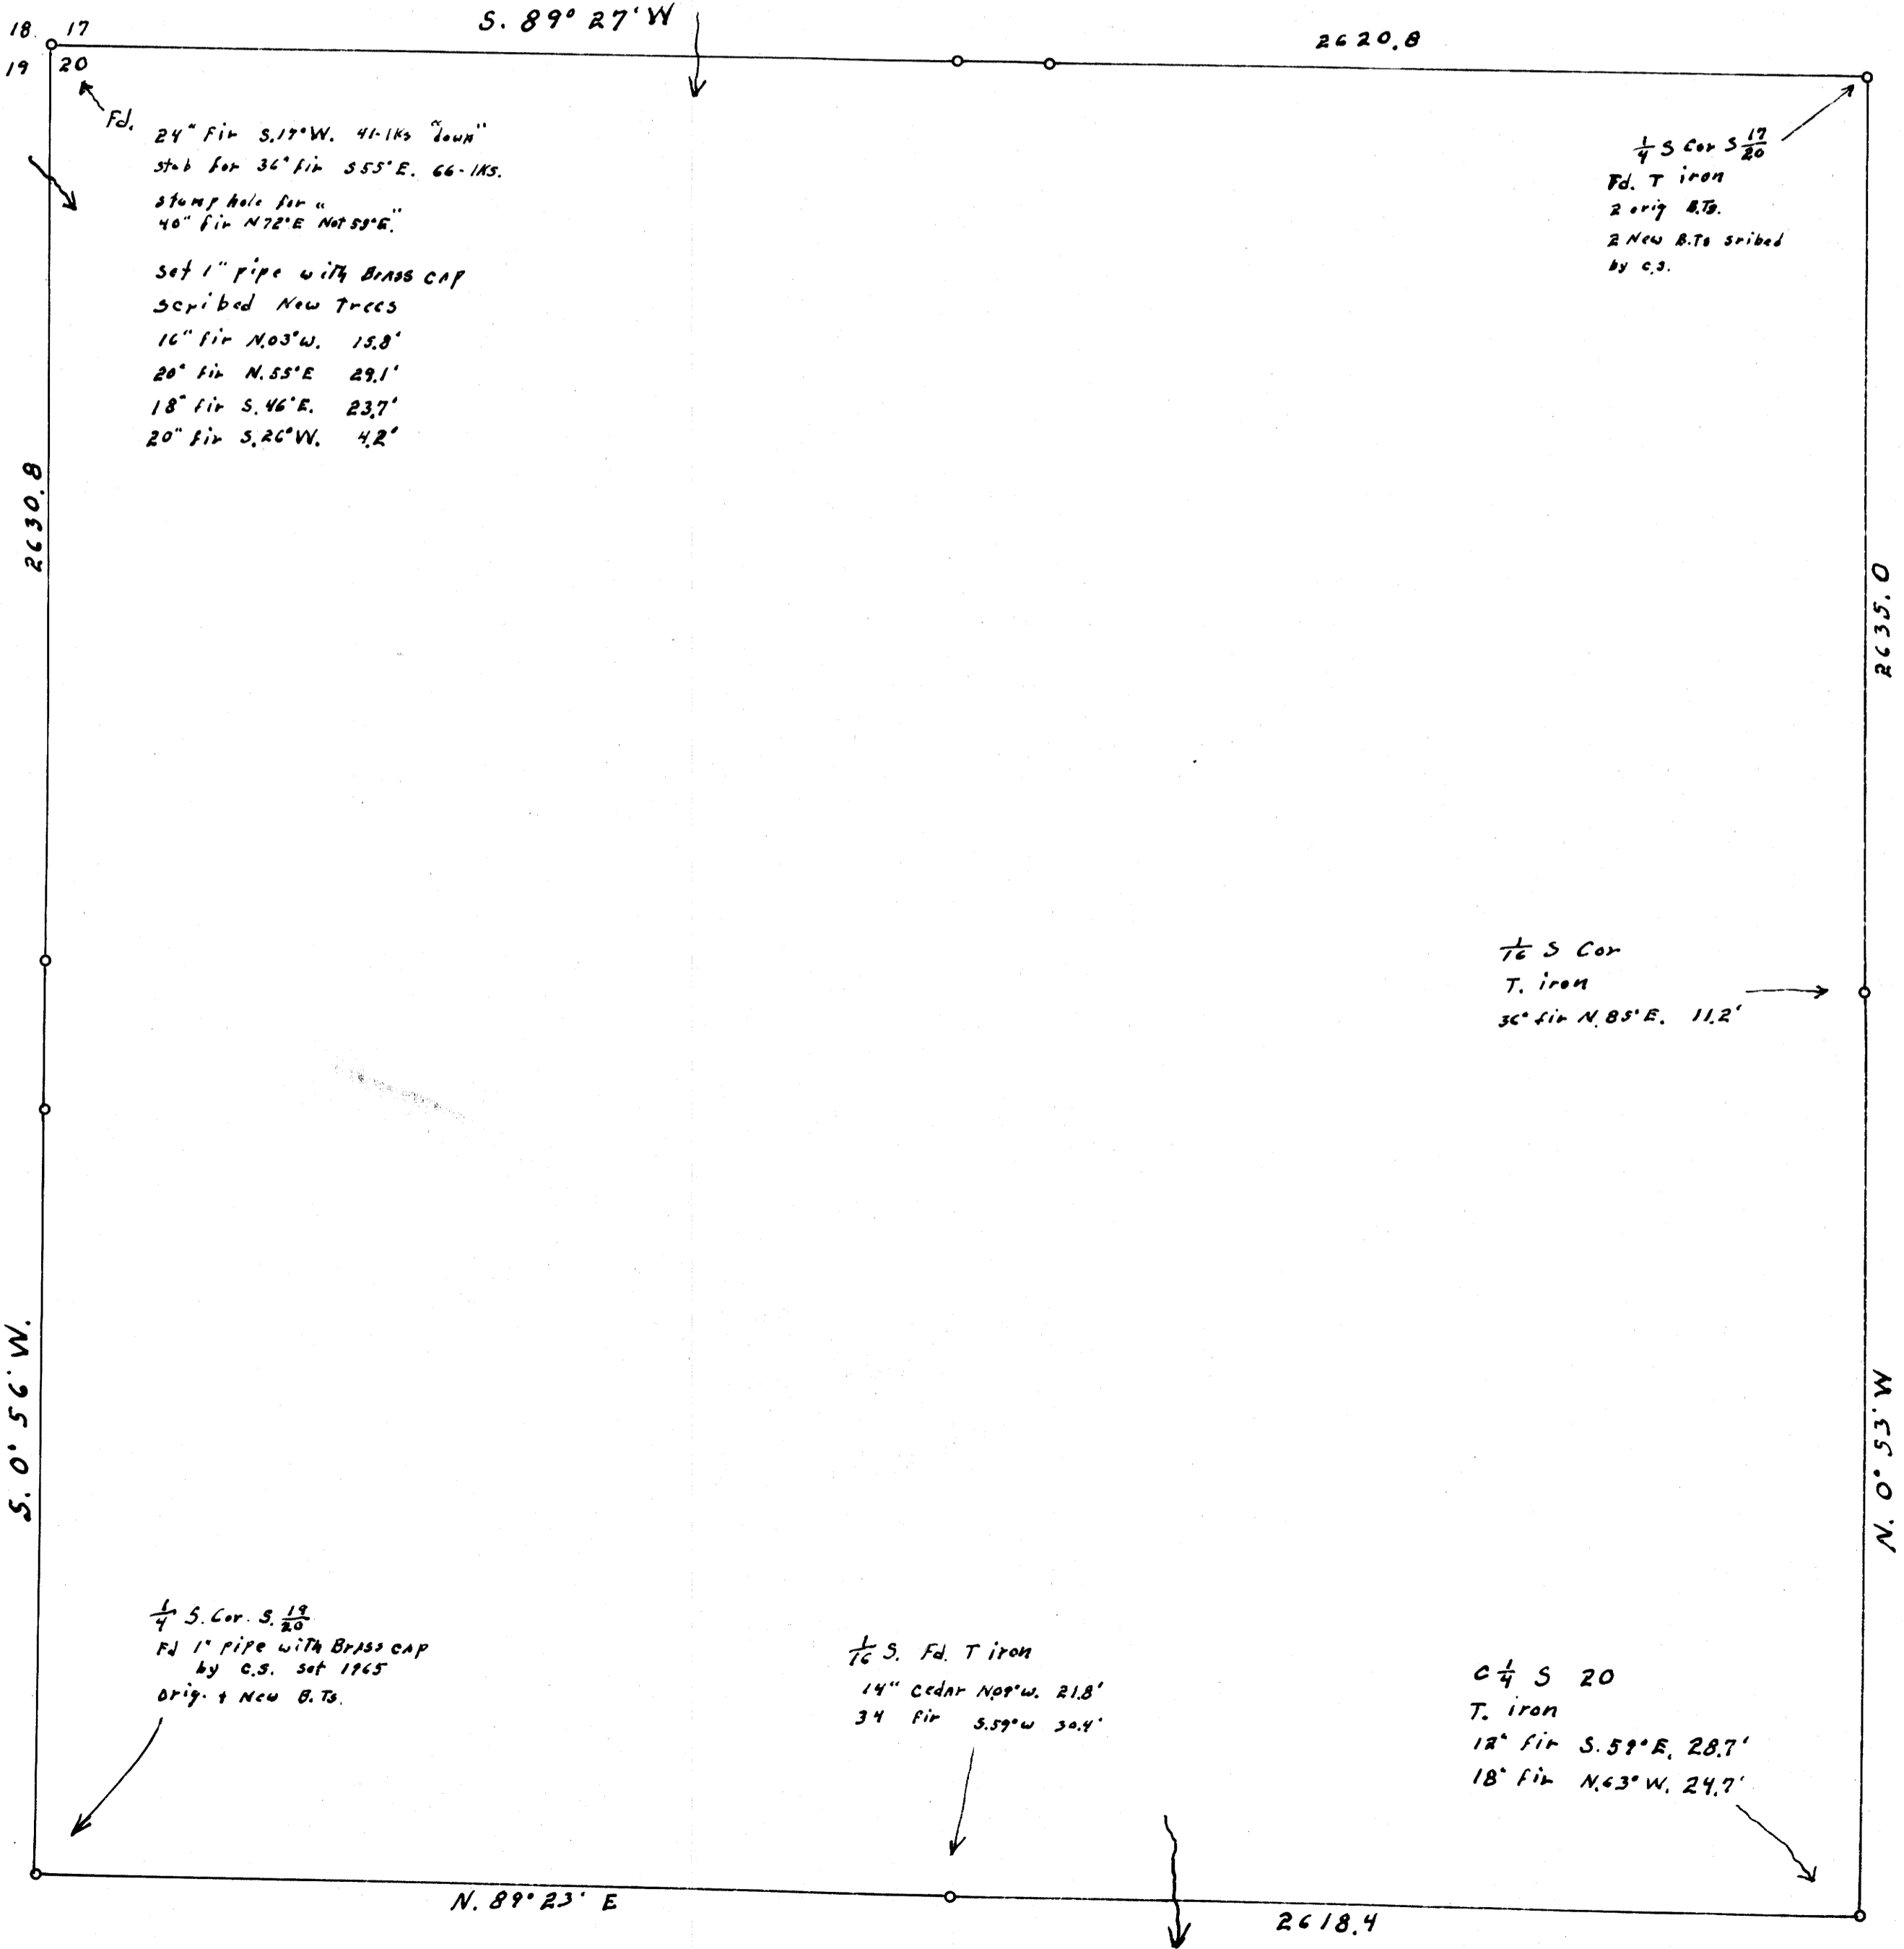 S. 89° 27' W
2620.8
18 17
19 20
Fd.
24" Fir S.17°W. 41-lks "down"
stub for 36" fir S55°E. 66-lKs.
stump hole for "
40" fir N72°E Not 59°E."
set 1" pipe with Brass cap
scribed New Trees
16" fir N.03°W. 15.8'
20" fir N.55°E 29.1'
18" fir S.46°E. 23.7'
20" fir S.26°W. 4.2'
1/4 S Cor S 17/20
Fd. T iron
2 orig B.Ts.
2 New B.Ts sribed
by c.s.
2630.8
2635.0
1/16 S Cor
T. iron
36" fir N.85°E. 11.2'
S. 0° 56' W.
N. 0° 53' W
1/4 S. Cor. S. 19/20
Fd 1" pipe with Brass cap
by c.s. set 1965
orig. + New B.Ts.
1/16 S. Fd. T iron
14" Cedar N09°W. 21.8'
34 fir S.59°W 30.4'
C 1/4 S 20
T. iron
12" fir S.59°E. 28.7'
18" fir N.63°W. 24.7'
N. 89° 23' E
2618.4